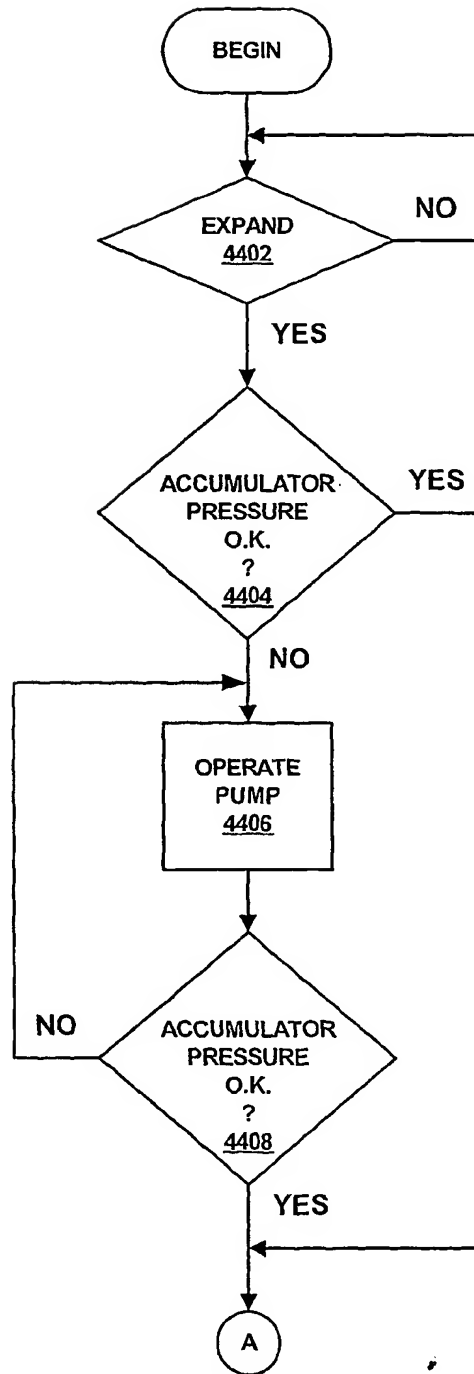 BEGIN
EXPAND
4402
NO
YES
ACCUMULATOR
PRESSURE
O.K.
?
4404
YES
NO
OPERATE
PUMP
4406
ACCUMULATOR
PRESSURE
O.K.
?
4408
NO
YES
A